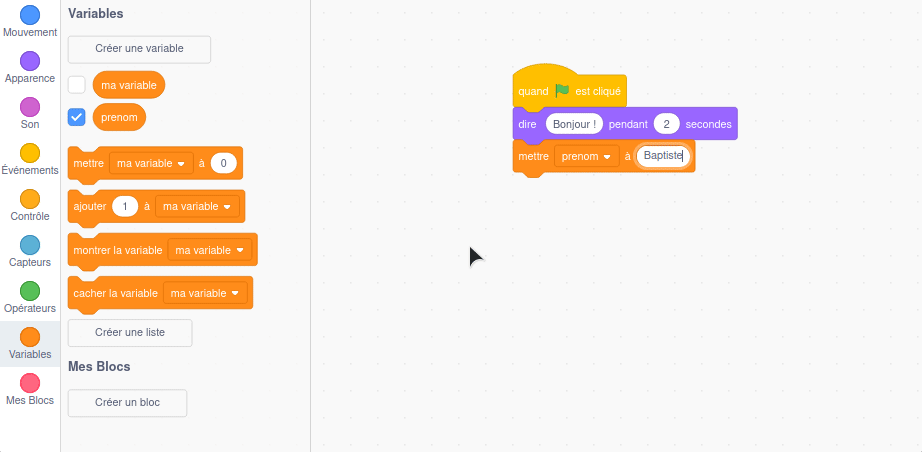 Mouvement
Apparence
Son
Événements
Contrôle
Capteurs
Opérateurs
Variables
Mes Blocs
Variables
Créer une variable
ma variable
prenom
mettre ma variable à 0
ajouter 1 à ma variable
montrer la variable ma variable
cacher la variable ma variable
Créer une liste
Mes Blocs
Créer un bloc
quand est cliqué
dire Bonjour ! pendant 2 secondes
mettre prenom à Baptiste